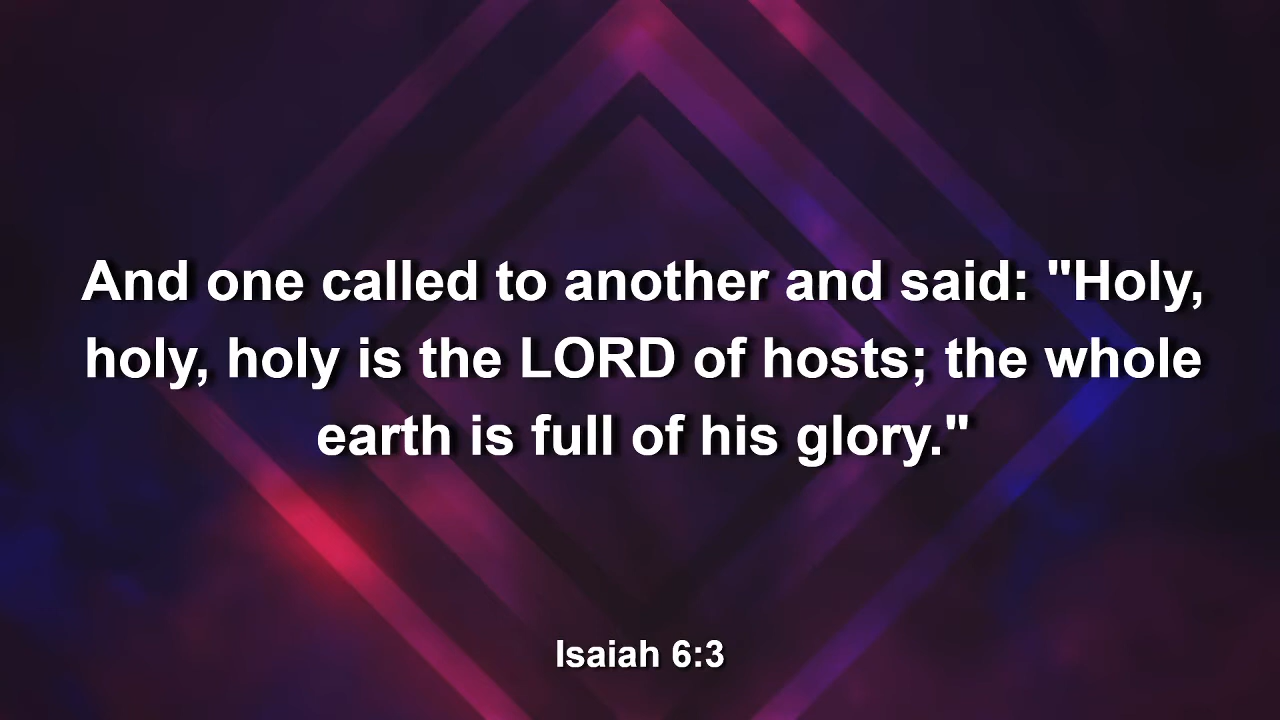 And one called to another and said: "Holy,
holy, holy is the LORD of hosts; the whole
earth is full of his glory."
Isaiah 6:3